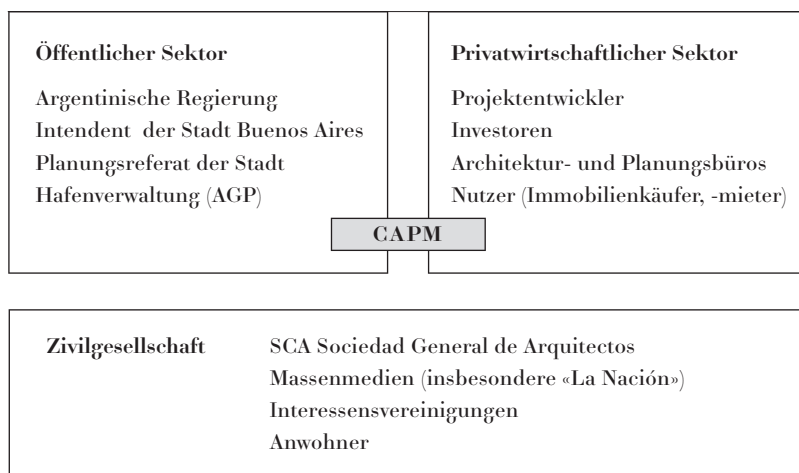 Öffentlicher Sektor
Argentinische Regierung
Intendent der Stadt Buenos Aires
Planungsreferat der Stadt
Hafenverwaltung (AGP)
Privatwirtschaftlicher Sektor
Projektentwickler
Investoren
Architektur- und Planungsbüros
Nutzer (Immobilienkäufer, -mieter)
CAPM
Zivilgesellschaft
SCA Sociedad General de Arquitectos
Massenmedien (insbesondere «La Nación»)
Interessensvereinigungen
Anwohner